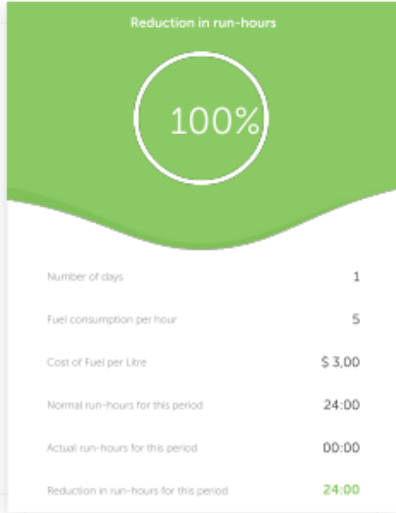 Reduction in run-hours
100%
Number of days 1
Fuel consumption per hour 5
Cost of Fuel per Litre $ 3,00
Normal run-hours for this period 24:00
Actual run-hours for this period 00:00
Reduction in run-hours for this period 24:00